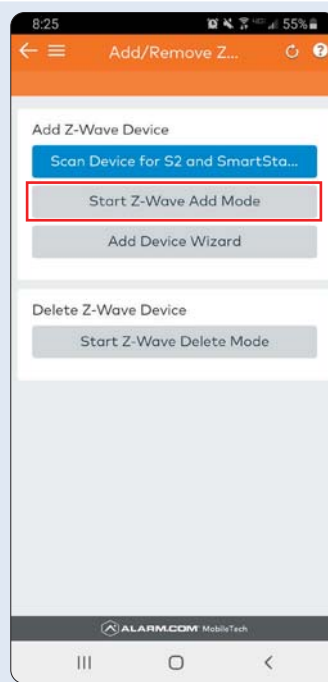 8:25
55%
Add/Remove Z...
?
Add Z-Wave Device
Scan Device for S2 and SmartSta...
Start Z-Wave Add Mode
Add Device Wizard
Delete Z-Wave Device
Start Z-Wave Delete Mode
ALARM.COM MobileTech